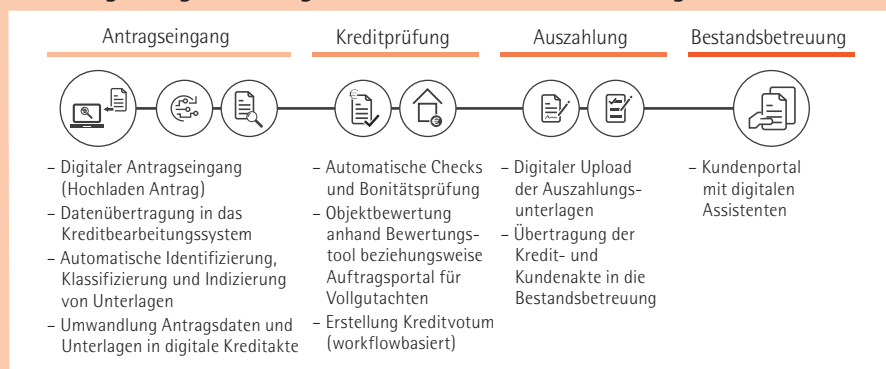 Antragseingang
Kreditprüfung
Auszahlung
Bestandsbetreuung
– Digitaler Antragseingang
(Hochladen Antrag)
– Datenübertragung in das
Kreditbearbeitungssystem
– Automatische Identifizierung,
Klassifizierung und Indizierung
von Unterlagen
– Umwandlung Antragsdaten und
Unterlagen in digitale Kreditakte
– Automatische Checks
und Bonitätsprüfung
– Objektbewertung
anhand Bewertungs-
tool beziehungsweise
Auftragsportal für
Vollgutachten
– Erstellung Kreditvotum
(workflowbasiert)
– Digitaler Upload
der Auszahlungs-
unterlagen
– Übertragung der
Kredit- und
Kundenakte in die
Bestandsbetreuung
– Kundenportal
mit digitalen
Assistenten